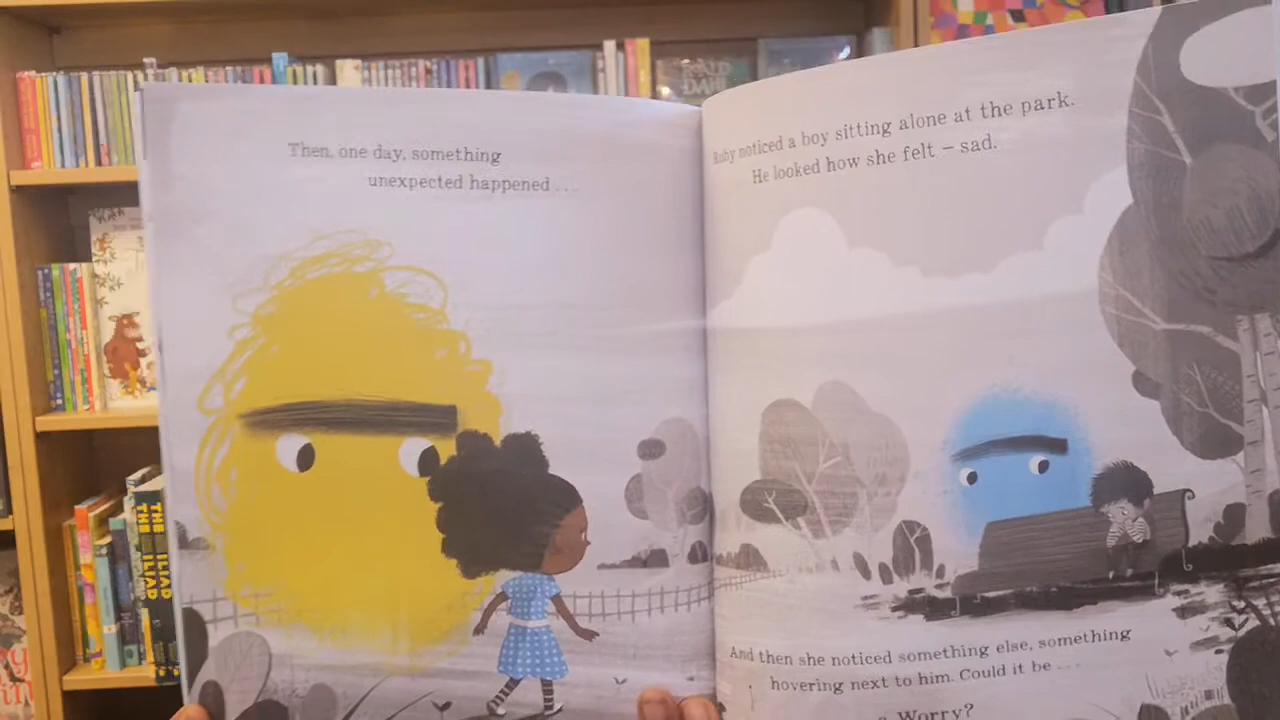 Then, one day, something
unexpected happened ...
Ruby noticed a boy sitting alone at the park.
He looked how she felt – sad.
And then she noticed something else, something
hovering next to him. Could it be ...
a Worry?
THE ILIAD
THE ILIAD